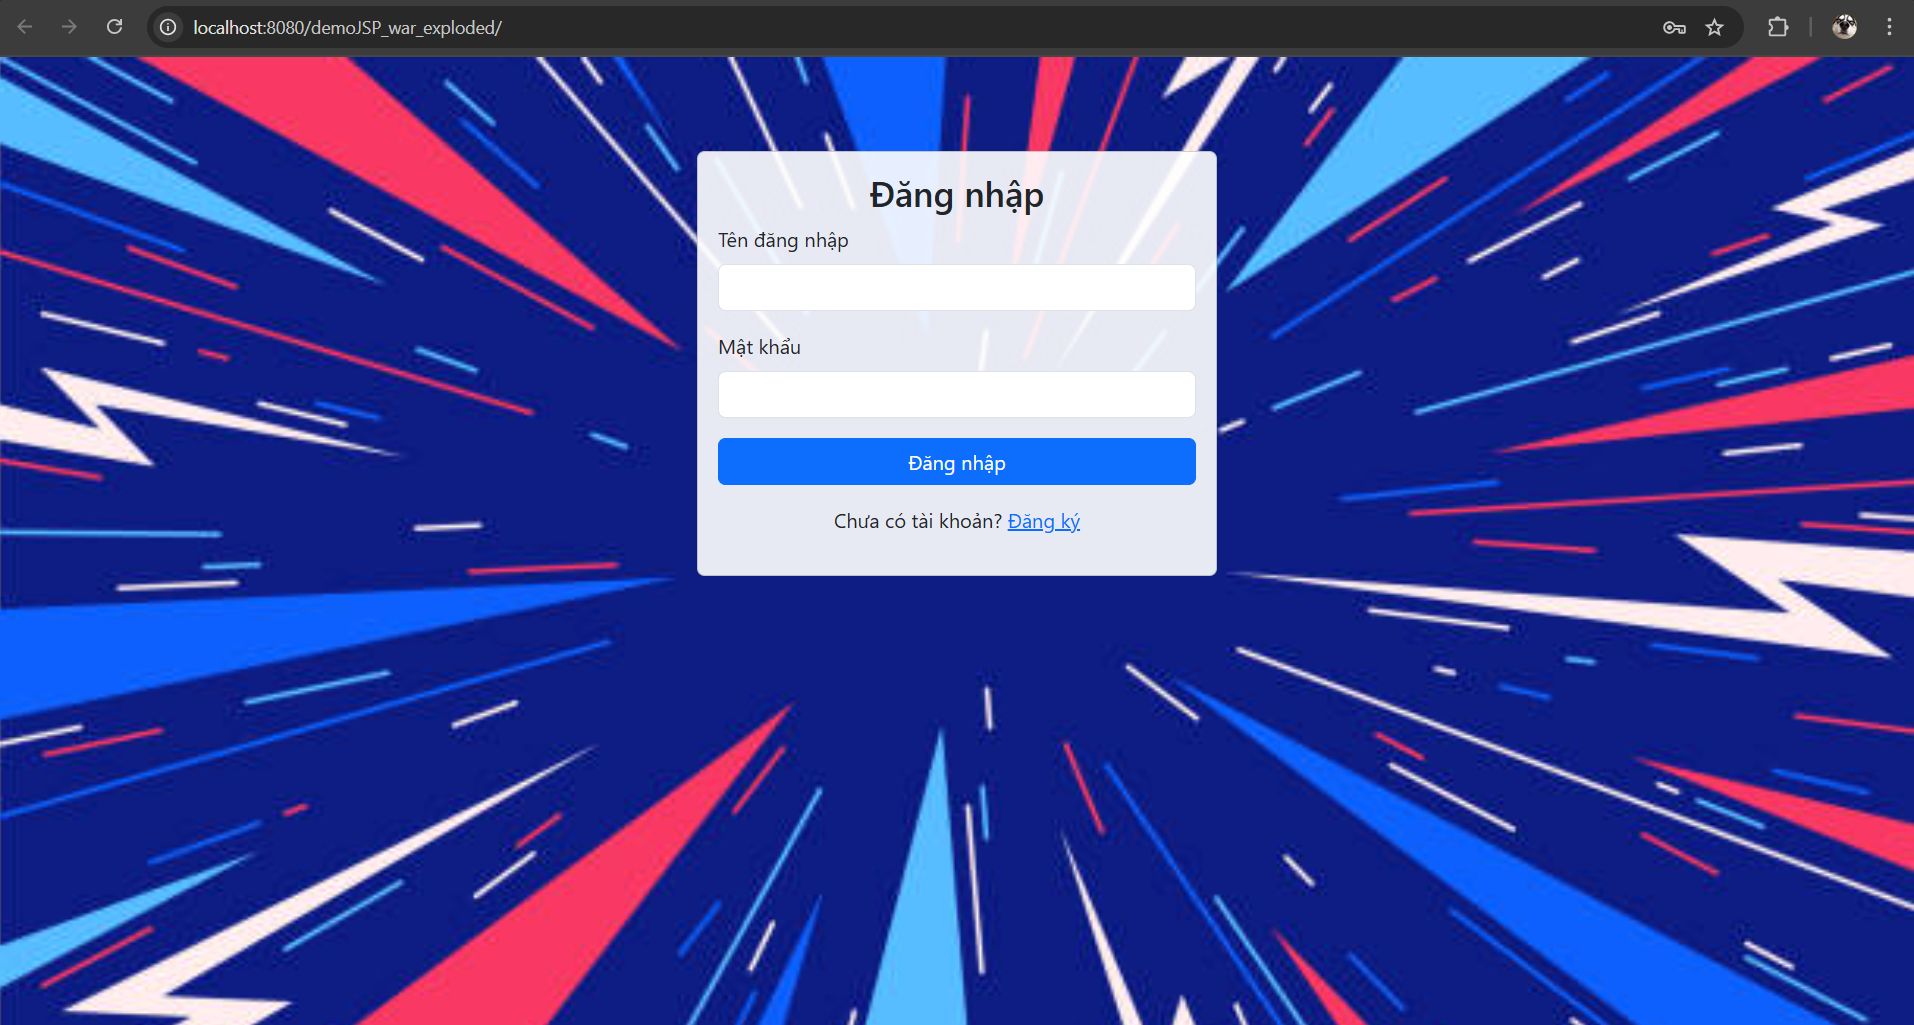 localhost:8080/demoJSP_war_exploded/
Đăng nhập
Tên đăng nhập
Mật khẩu
Đăng nhập
Chưa có tài khoản? Đăng ký